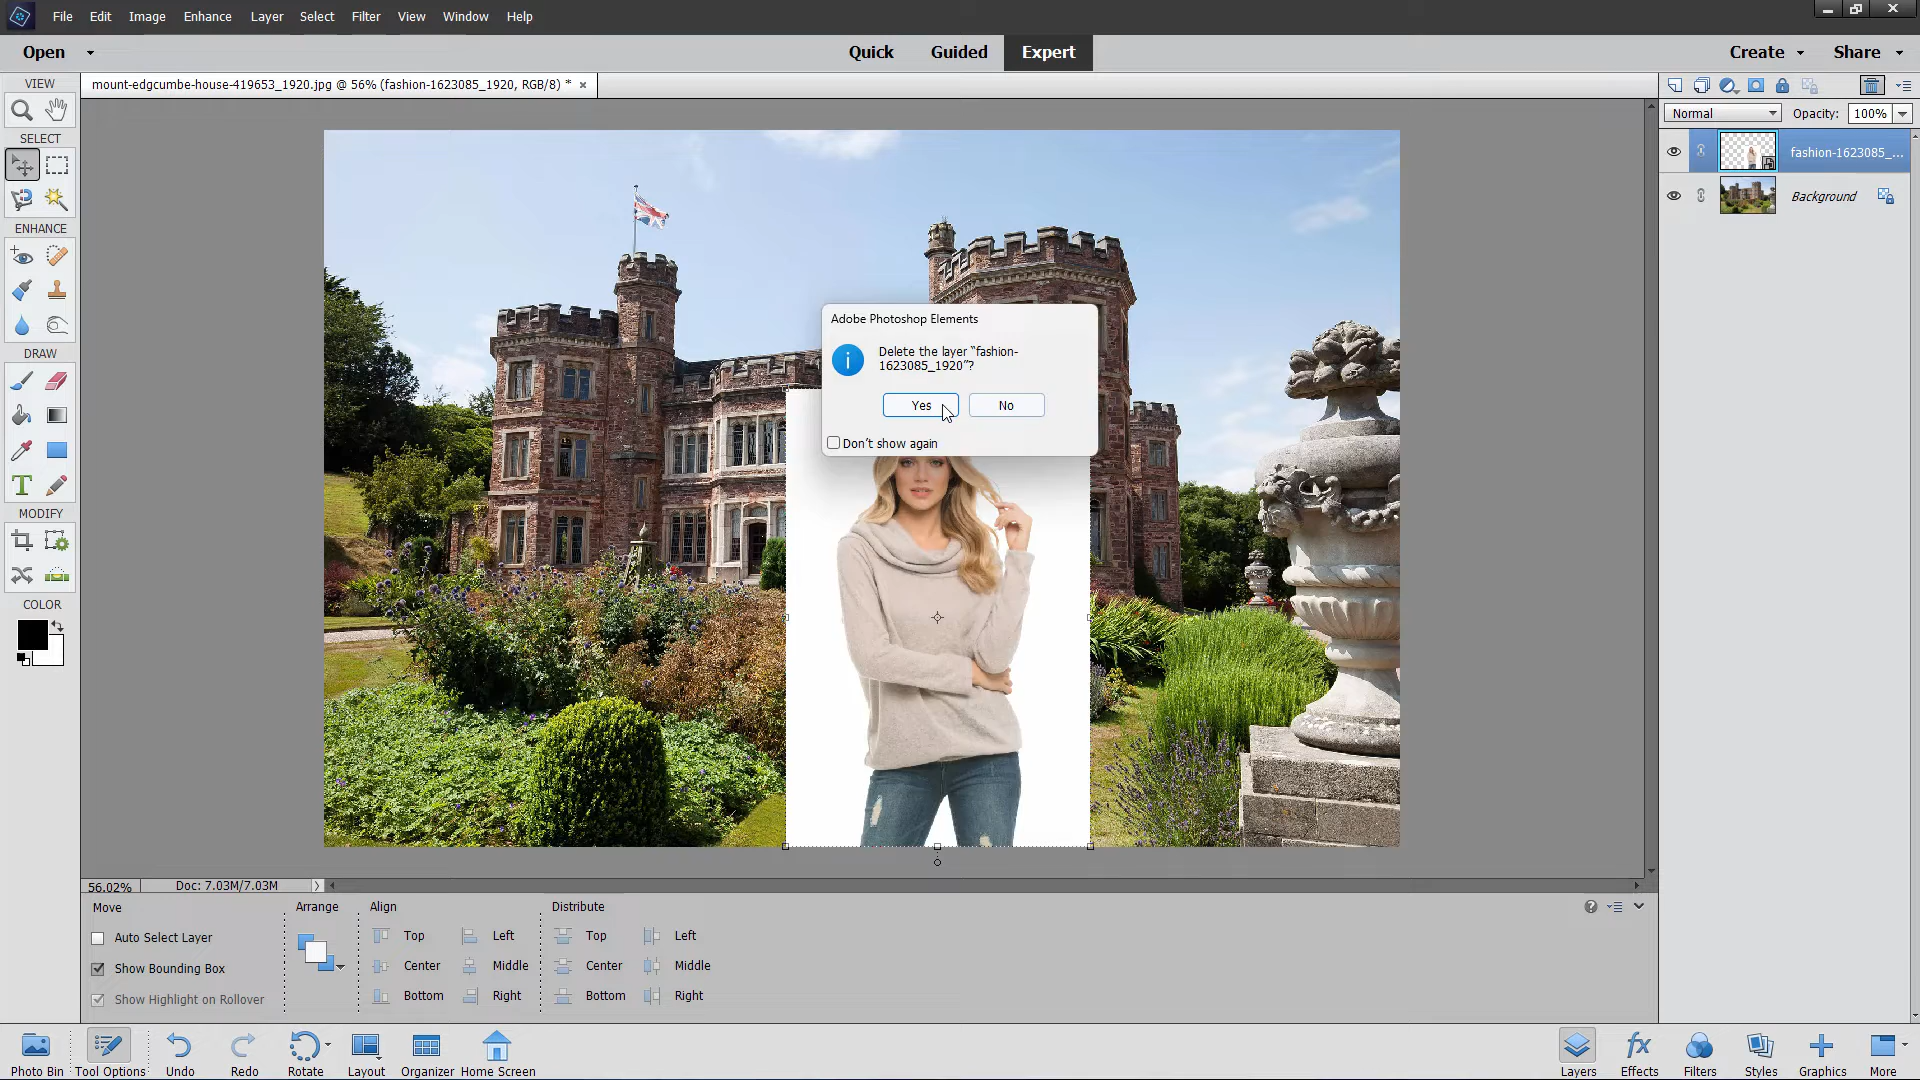 File Edit Image Enhance Layer Select Filter View Window Help
Open Quick Guided Expert Create Share
VIEW
mount-edgcumbe-house-419653_1920.jpg @ 56% (fashion-1623085_1920, RGB/8) *
Normal Opacity: 100%
SELECT
fashion-1623085_...
Background
ENHANCE
Adobe Photoshop Elements
Delete the layer “fashion-
1623085_1920”?
Yes No
Don't show again
DRAW
MODIFY
COLOR
56.02% Doc: 7.03M/7.03M
Move Arrange Align Distribute
Auto Select Layer Top Left Top Left
Show Bounding Box Center Middle Center Middle
Show Highlight on Rollover Bottom Right Bottom Right
Photo Bin Tool Options Undo Redo Rotate Layout Organizer Home Screen Layers Effects Filters Styles Graphics More